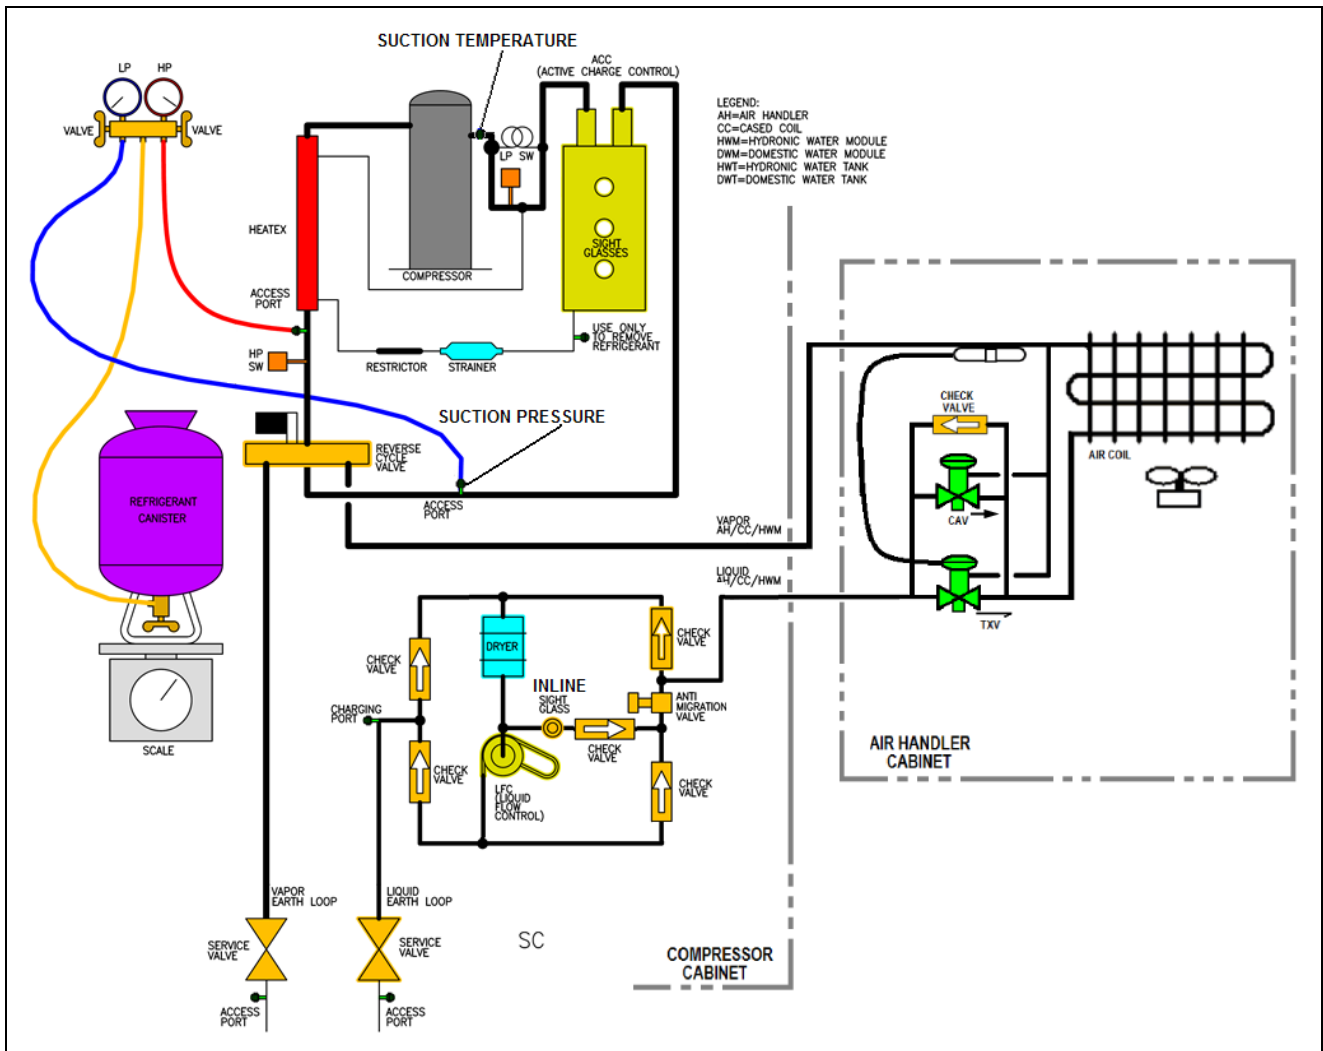 SUCTION TEMPERATURE
ACC
(ACTIVE CHARGE CONTROL)
LP
HP
VALVE
VALVE
LEGEND:
AH=AIR HANDLER
CC=CASED COIL
HWM=HYDRONIC WATER MODULE
DWM=DOMESTIC WATER MODULE
HWT=HYDRONIC WATER TANK
DWT=DOMESTIC WATER TANK
LP SW
HEATEX
SIGHT
GLASSES
COMPRESSOR
ACCESS
PORT
USE ONLY
TO REMOVE
REFRIGERANT
HP
SW
RESTRICTOR
STRAINER
SUCTION PRESSURE
CHECK
VALVE
REVERSE
CYCLE
VALVE
AIR COIL
REFRIGERANT
CANISTER
ACCESS
PORT
CAV
VAPOR
AH/CC/HWM
LIQUID
AH/CC/HWM
TXV
DRYER
CHECK
VALVE
CHECK
VALVE
INLINE
SIGHT
GLASS
ANTI
MIGRATION
VALVE
CHARGING
PORT
SCALE
CHECK
VALVE
AIR HANDLER
CABINET
CHECK
VALVE
CHECK
VALVE
LFC
(LIQUID
FLOW
CONTROL)
VAPOR
EARTH LOOP
LIQUID
EARTH LOOP
SERVICE
VALVE
SERVICE
VALVE
SC
COMPRESSOR
CABINET
ACCESS
PORT
ACCESS
PORT